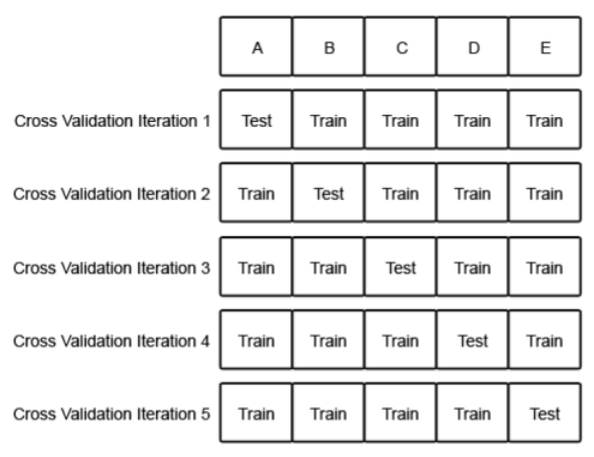 A B C D E
Cross Validation Iteration 1 Test Train Train Train Train
Cross Validation Iteration 2 Train Test Train Train Train
Cross Validation Iteration 3 Train Train Test Train Train
Cross Validation Iteration 4 Train Train Train Test Train
Cross Validation Iteration 5 Train Train Train Train Test